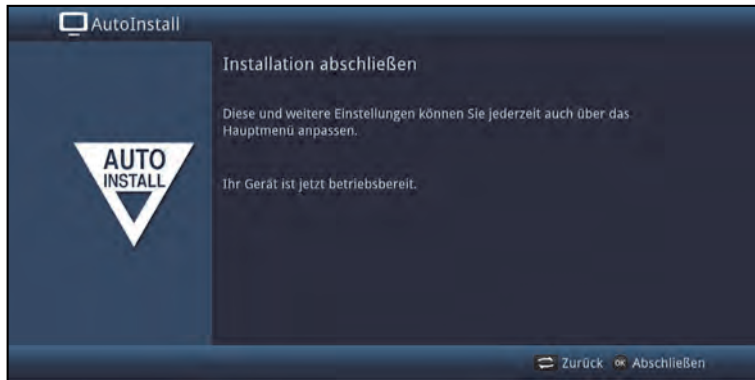 AutoInstall
Installation abschließen
Diese und weitere Einstellungen können Sie jederzeit auch über das
Hauptmenü anpassen.
AUTO
INSTALL
Ihr Gerät ist jetzt betriebsbereit.
Zurück OK Abschließen